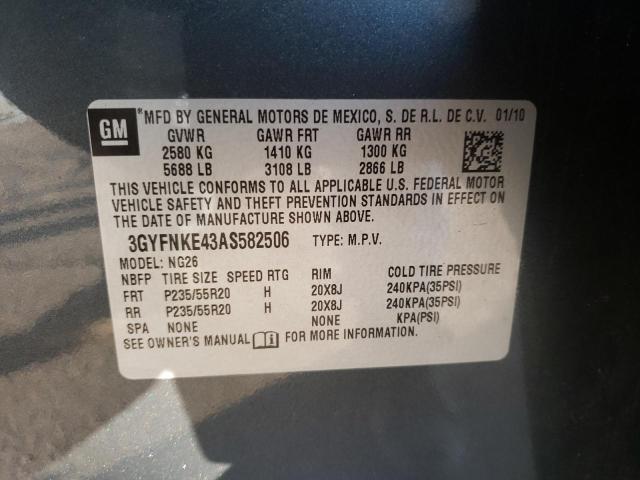 GM *MFD BY GENERAL MOTORS DE MEXICO, S. DE R.L. DE C.V. 01/10
GVWR GAWR FRT GAWR RR
2580 KG 1410 KG 1300 KG
5688 LB 3108 LB 2866 LB
THIS VEHICLE CONFORMS TO ALL APPLICABLE U.S. FEDERAL MOTOR
VEHICLE SAFETY AND THEFT PREVENTION STANDARDS IN EFFECT ON
THE DATE OF MANUFACTURE SHOWN ABOVE.
3GYFNKE43AS582506 TYPE: M.P.V.
MODEL: NG26
NBFP TIRE SIZE SPEED RTG RIM COLD TIRE PRESSURE
FRT P235/55R20 H 20X8J 240KPA(35PSI)
RR P235/55R20 H 20X8J 240KPA(35PSI)
SPA NONE NONE KPA(PSI)
SEE OWNER'S MANUAL FOR MORE INFORMATION.